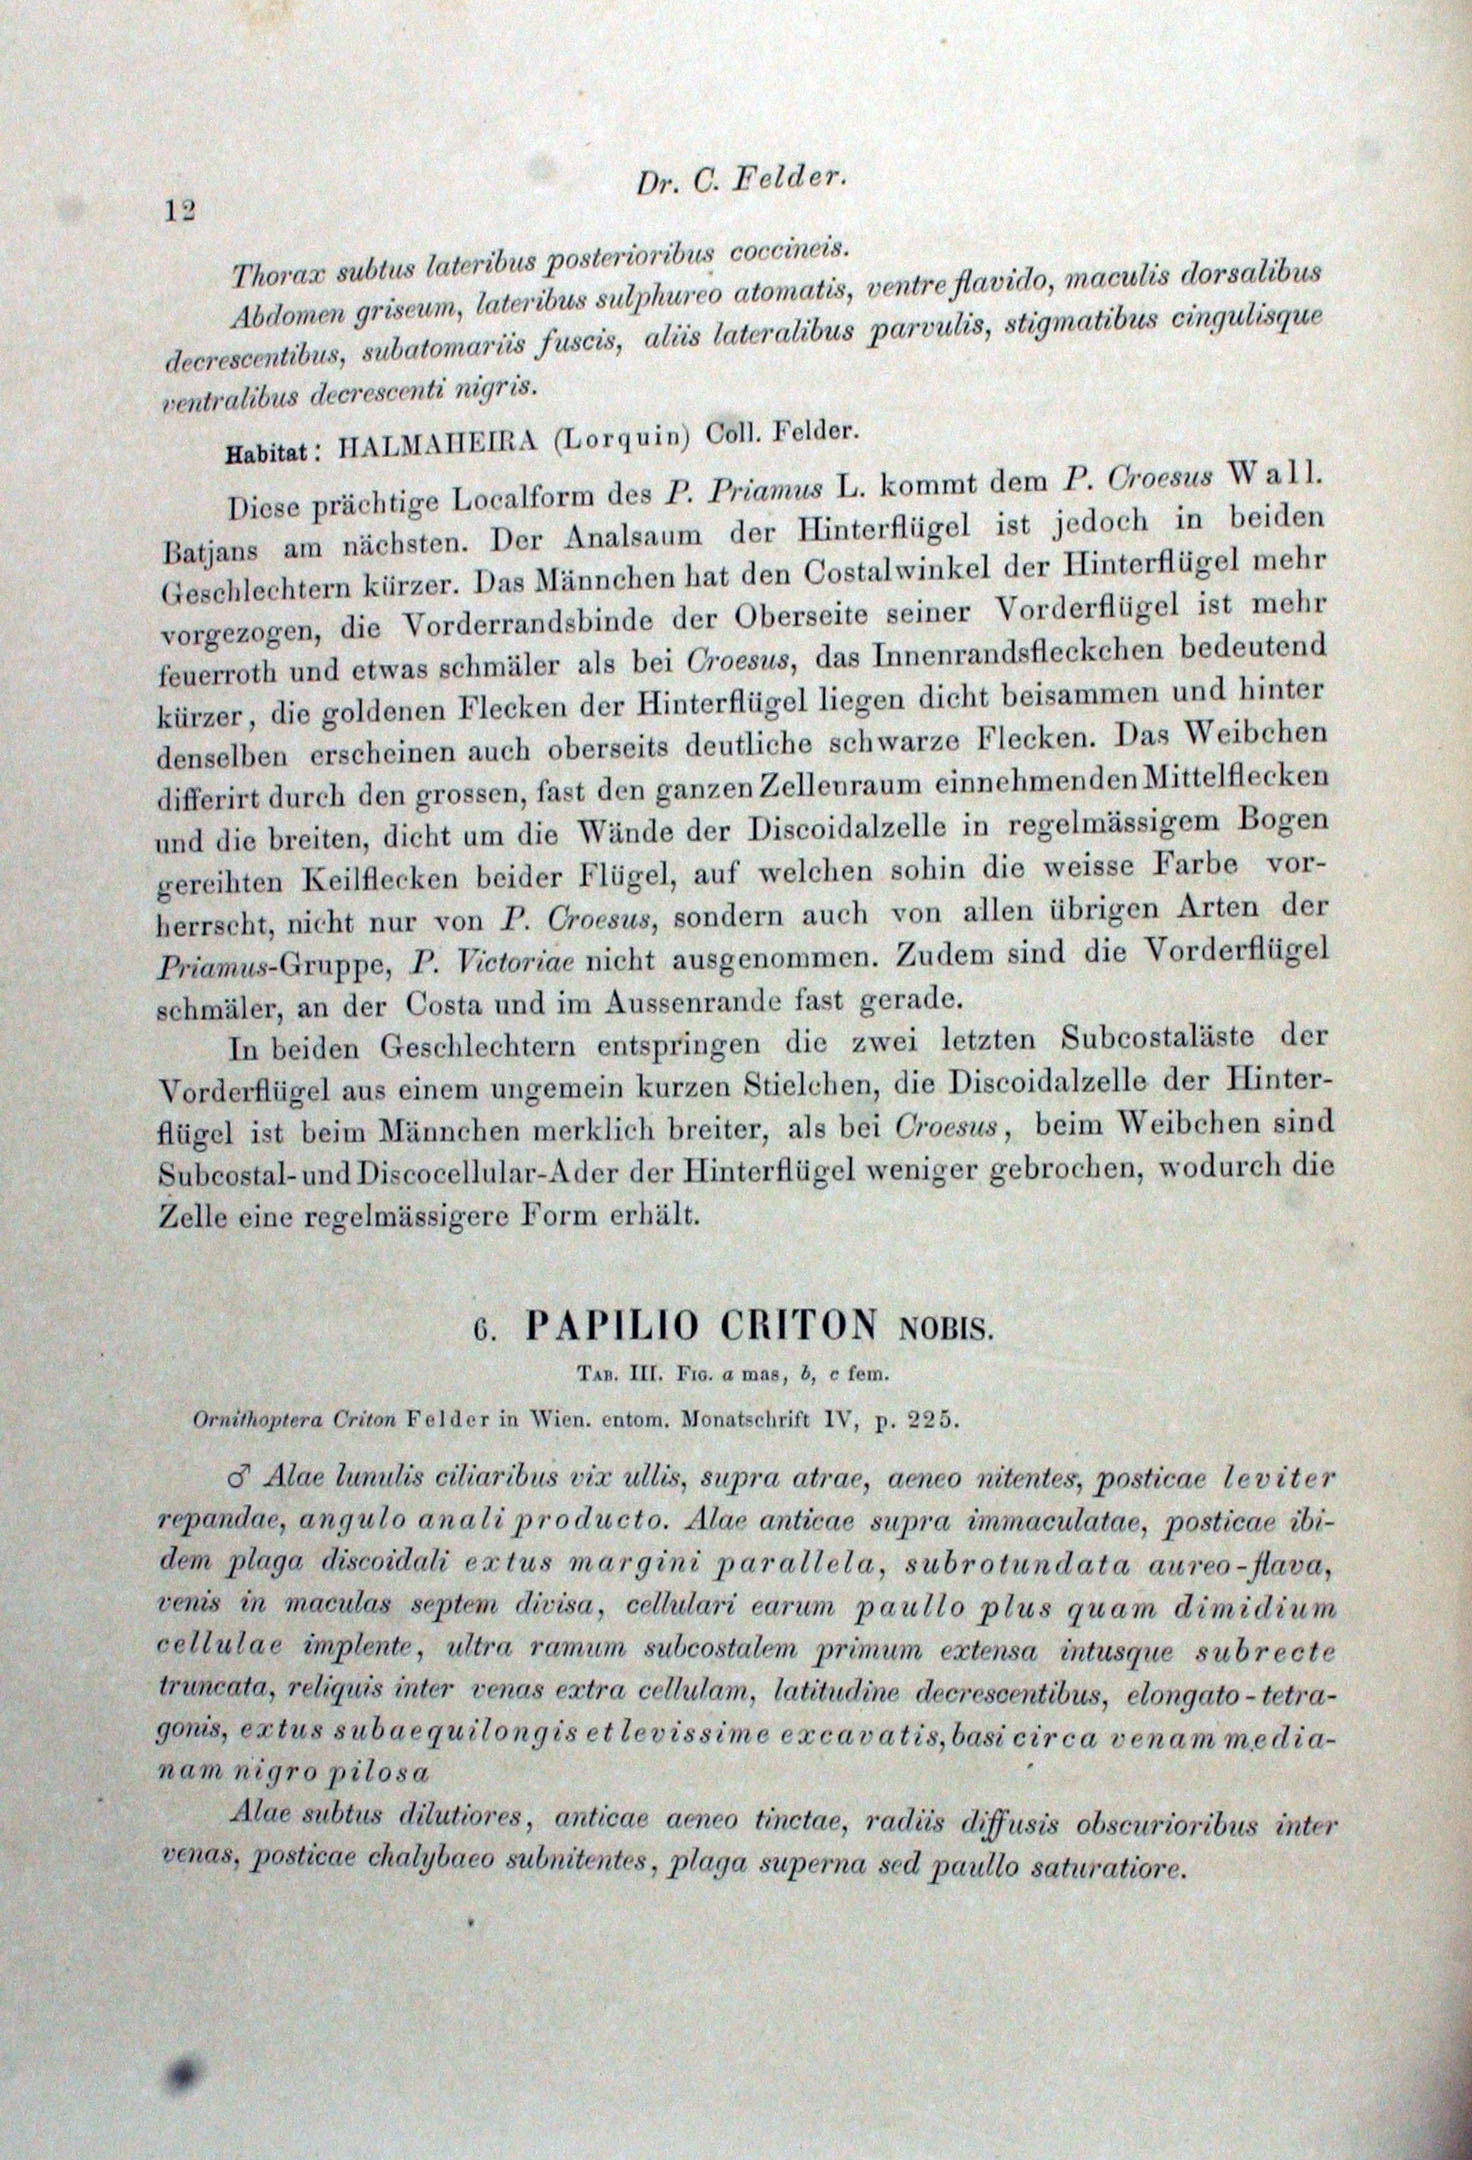 Dr. C. Felder.
12
Thorax subtus lateribus posterioribus coccineis.
Abdomen griseum, lateribus sulphureo atomatis, ventre flavido, maculis dorsalibus
decrescentibus, subatomariis fuscis, aliis lateralibus parvulis, stigmatibus cingulisque
ventralibus decrescenti nigris.
Habitat: HALMAHEIRA (Lorquin) Coll. Felder.
Diese prächtige Localform des P. Priamus L. kommt dem P. Croesus Wall.
Batjans am nächsten. Der Analsaum der Hinterflügel ist jedoch in beiden
Geschlechtern kürzer. Das Männchen hat den Costalwinkel der Hinterflügel mehr
vorgezogen, die Vorderrandsbinde der Oberseite seiner Vorderflügel ist mehr
feuerroth und etwas schmäler als bei Croesus, das Innenrandsfleckchen bedeutend
kürzer, die goldenen Flecken der Hinterflügel liegen dicht beisammen und hinter
denselben erscheinen auch oberseits deutliche schwarze Flecken. Das Weibchen
differirt durch den grossen, fast den ganzen Zellenraum einnehmenden Mittelflecken
und die breiten, dicht um die Wände der Discoidalzelle in regelmässigem Bogen
gereihten Keilflecken beider Flügel, auf welchen sohin die weisse Farbe vor-
herrscht, nicht nur von P. Croesus, sondern auch von allen übrigen Arten der
Priamus-Gruppe, P. Victoriae nicht ausgenommen. Zudem sind die Vorderflügel
schmäler, an der Costa und im Aussenrande fast gerade.
In beiden Geschlechtern entspringen die zwei letzten Subcostaläste der
Vorderflügel aus einem ungemein kurzen Stielchen, die Discoidalzelle der Hinter-
flügel ist beim Männchen merklich breiter, als bei Croesus, beim Weibchen sind
Subcostal- und Discocellular-Ader der Hinterflügel weniger gebrochen, wodurch die
Zelle eine regelmässigere Form erhält.
6. PAPILIO CRITON NOBIS.
TAB. III. FIG. a mas, b, c fem.
Ornithoptera Criton Felder in Wien. entom. Monatschrift IV, p. 225.
♂ Alae lunulis ciliaribus vix ullis, supra atrae, aeneo nitentes, posticae leviter
repandae, angulo anali producto. Alae anticae supra immaculatae, posticae ibi-
dem plaga discoidali extus margini parallela, subrotundata aureo-flava,
venis in maculas septem divisa, cellulari earum paullo plus quam dimidium
cellulae implente, ultra ramum subcostalem primum extensa intusque subrecte
truncata, reliquis inter venas extra cellulam, latitudine decrescentibus, elongato-tetra-
gonis, extus subaequilongis et levissime excavatis, basi circa venam media-
nam nigro pilosa
Alae subtus dilutiores, anticae aeneo tinctae, radiis diffusis obscurioribus inter
venas, posticae chalybaeo subnitentes, plaga superna sed paullo saturatiore.